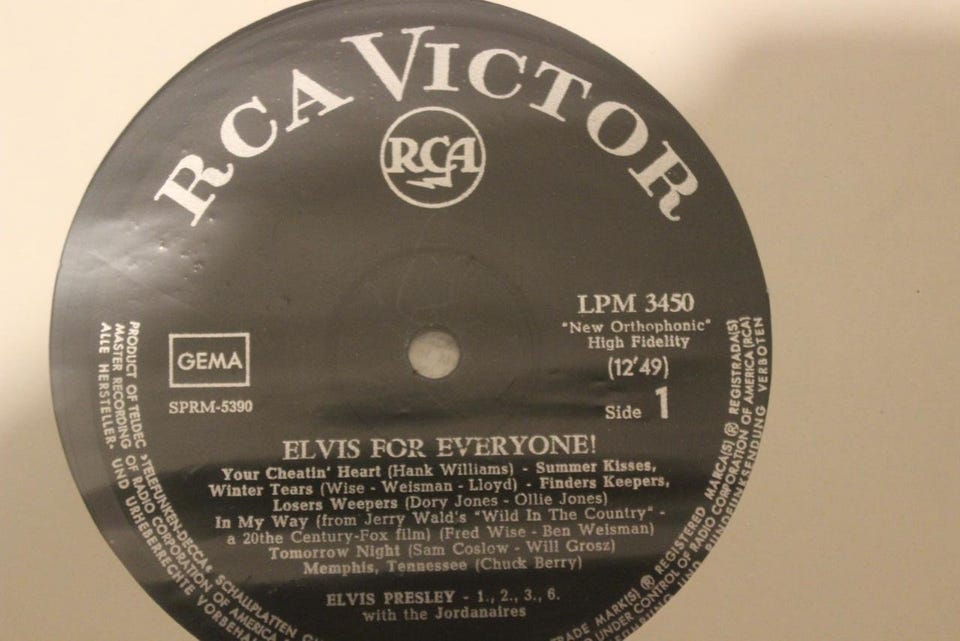 RCA VICTOR
RCA
LPM 3450
"New Orthophonic"
High Fidelity
(12'49)
Side 1
GEMA
SPRM-5390
ELVIS FOR EVERYONE!
Your Cheatin' Heart (Hank Williams) - Summer Kisses,
Winter Tears (Wise - Weisman - Lloyd) - Finders Keepers,
Losers Weepers (Dory Jones - Ollie Jones)
In My Way (from Jerry Wald's "Wild In The Country" -
a 20the Century-Fox film) (Fred Wise - Ben Weisman)
Tomorrow Night (Sam Coslow - Will Grosz)
Memphis, Tennessee (Chuck Berry)
ELVIS PRESLEY - 1., 2., 3., 6.
with the Jordanaires
PRODUCT OF TELDEC »TELEFUNKEN-DECCA« SCHALLPLATTEN
MASTER RECORDING OF RADIO CORPORATION OF AMERICA
ALLE HERSTELLER- UND URHEBERRECHTE
TRADE MARK(S) ® REGISTERED MARCA(S) ® REGISTRADA(S)
UNDER CONTROL OF RADIO CORPORATION OF AMERICA (RCA)
UND RUNDFUNKSENDUNG VERBOTEN